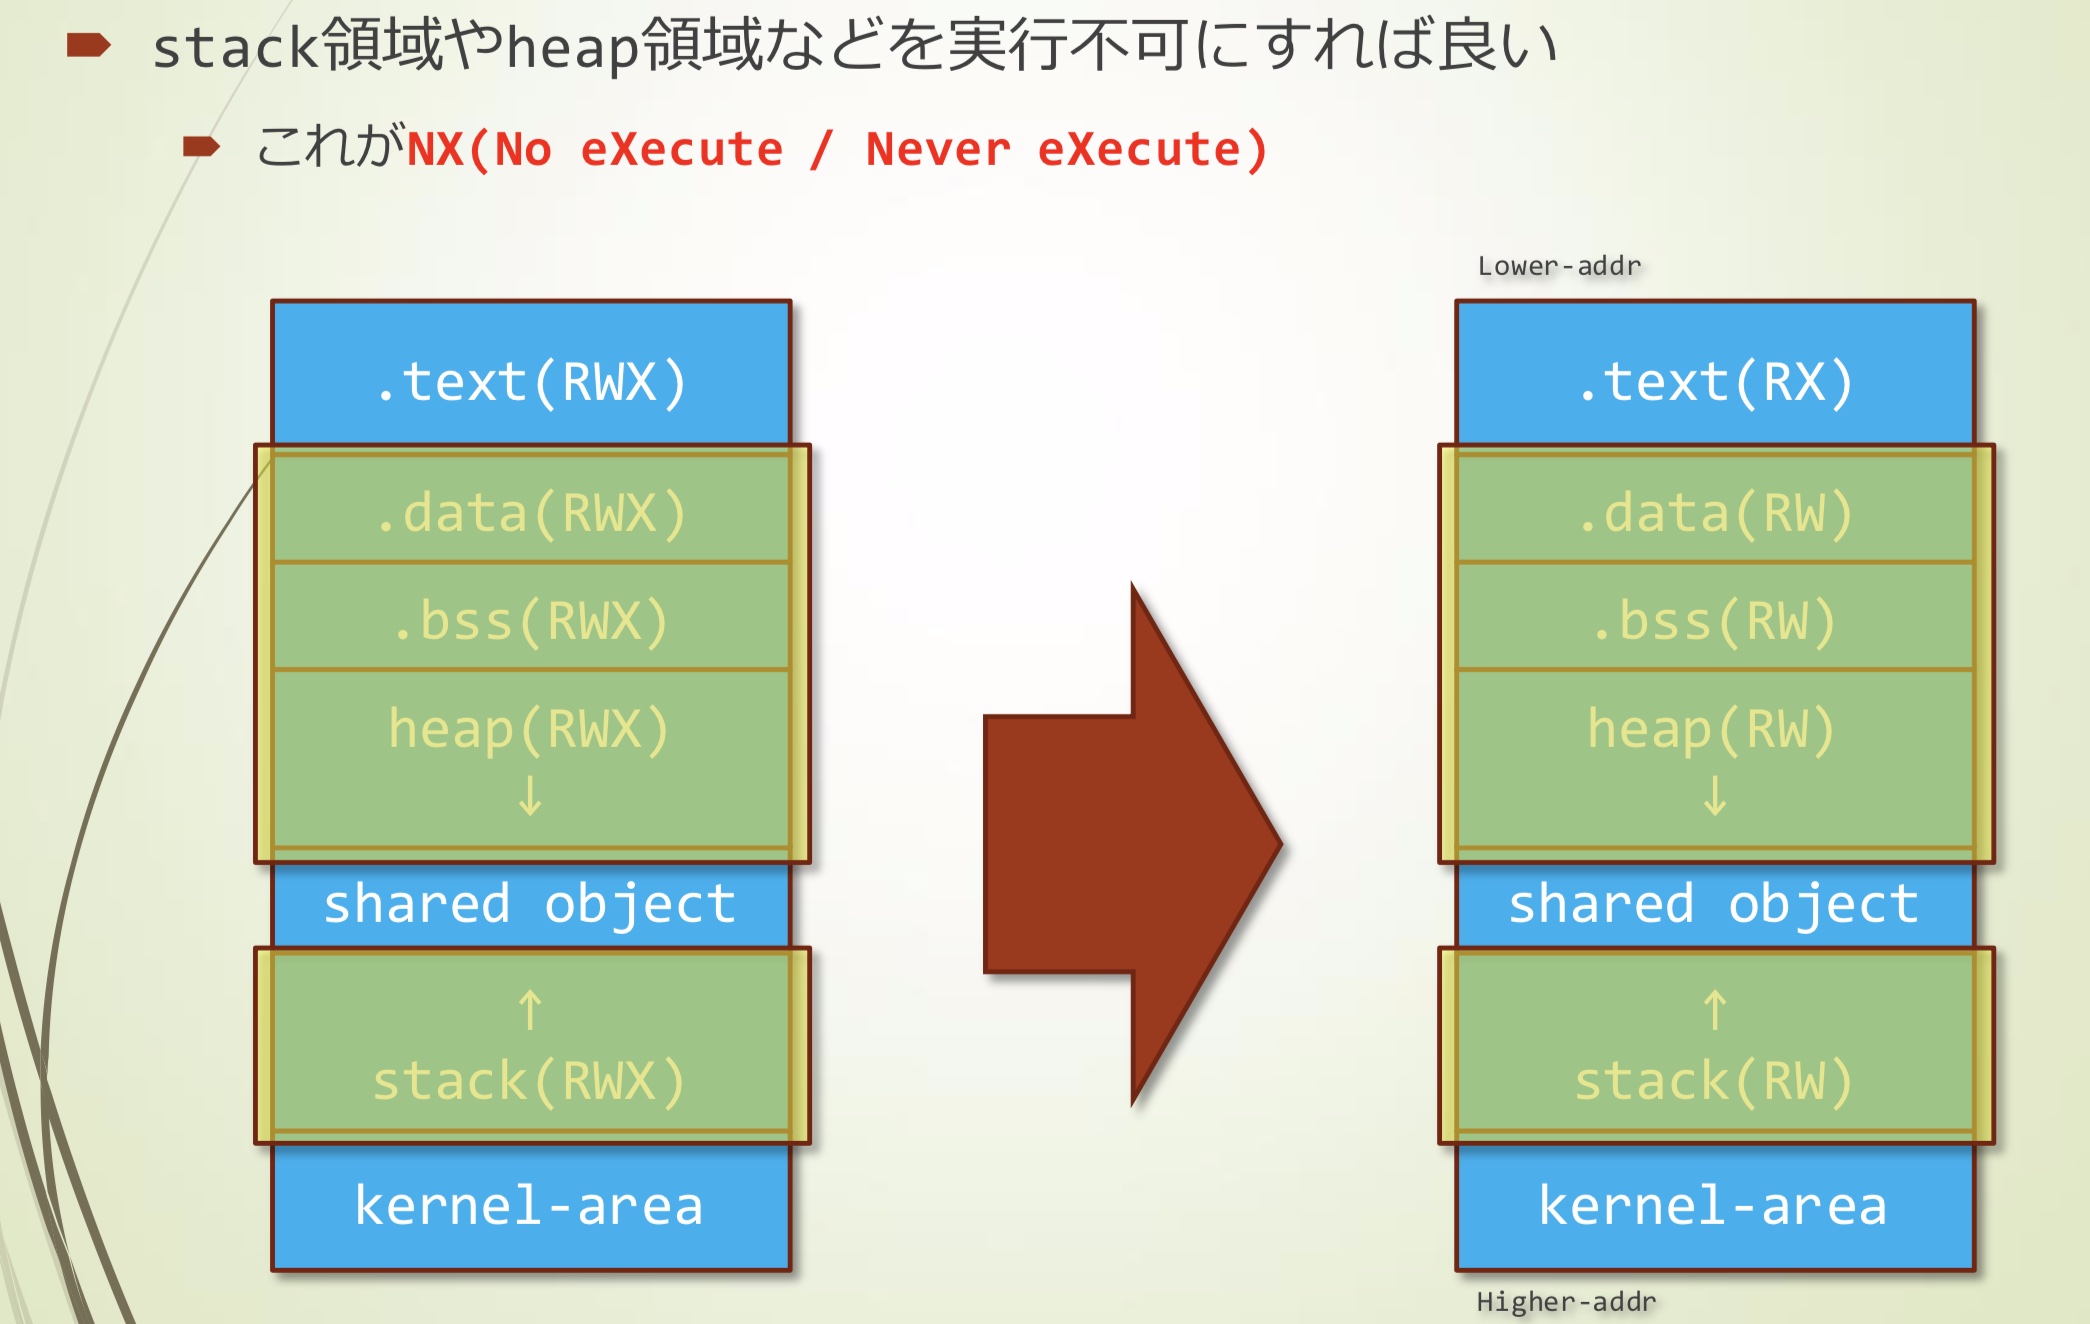 stack領域やheap領域などを実行不可にすれば良い
これがNX(No eXecute / Never eXecute)
.text(RWX)
.data(RWX)
.bss(RWX)
heap(RWX)
↓
shared object
↑
stack(RWX)
kernel-area
Lower-addr
.text(RX)
.data(RW)
.bss(RW)
heap(RW)
↓
shared object
↑
stack(RW)
kernel-area
Higher-addr